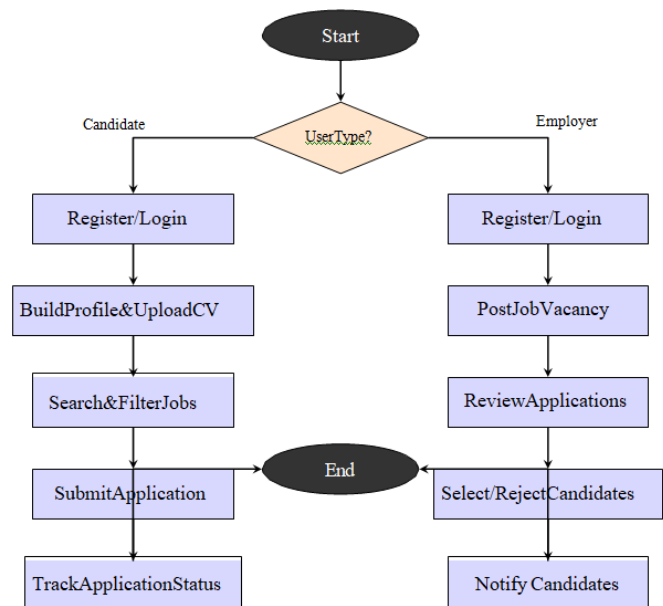 Start
Candidate
Employer
UserType?
Register/Login
Register/Login
BuildProfile&UploadCV
PostJobVacancy
Search&FilterJobs
ReviewApplications
End
SubmitApplication
Select/RejectCandidates
TrackApplicationStatus
Notify Candidates